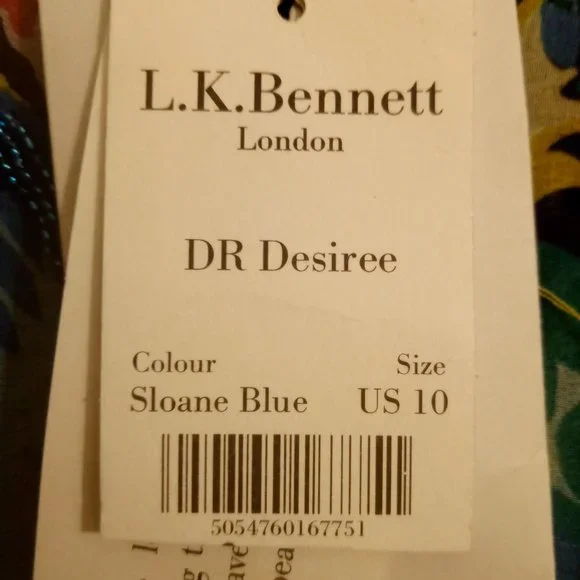 L.K.Bennett
London
DR Desiree
Colour Size
Sloane Blue US 10
5054760167751